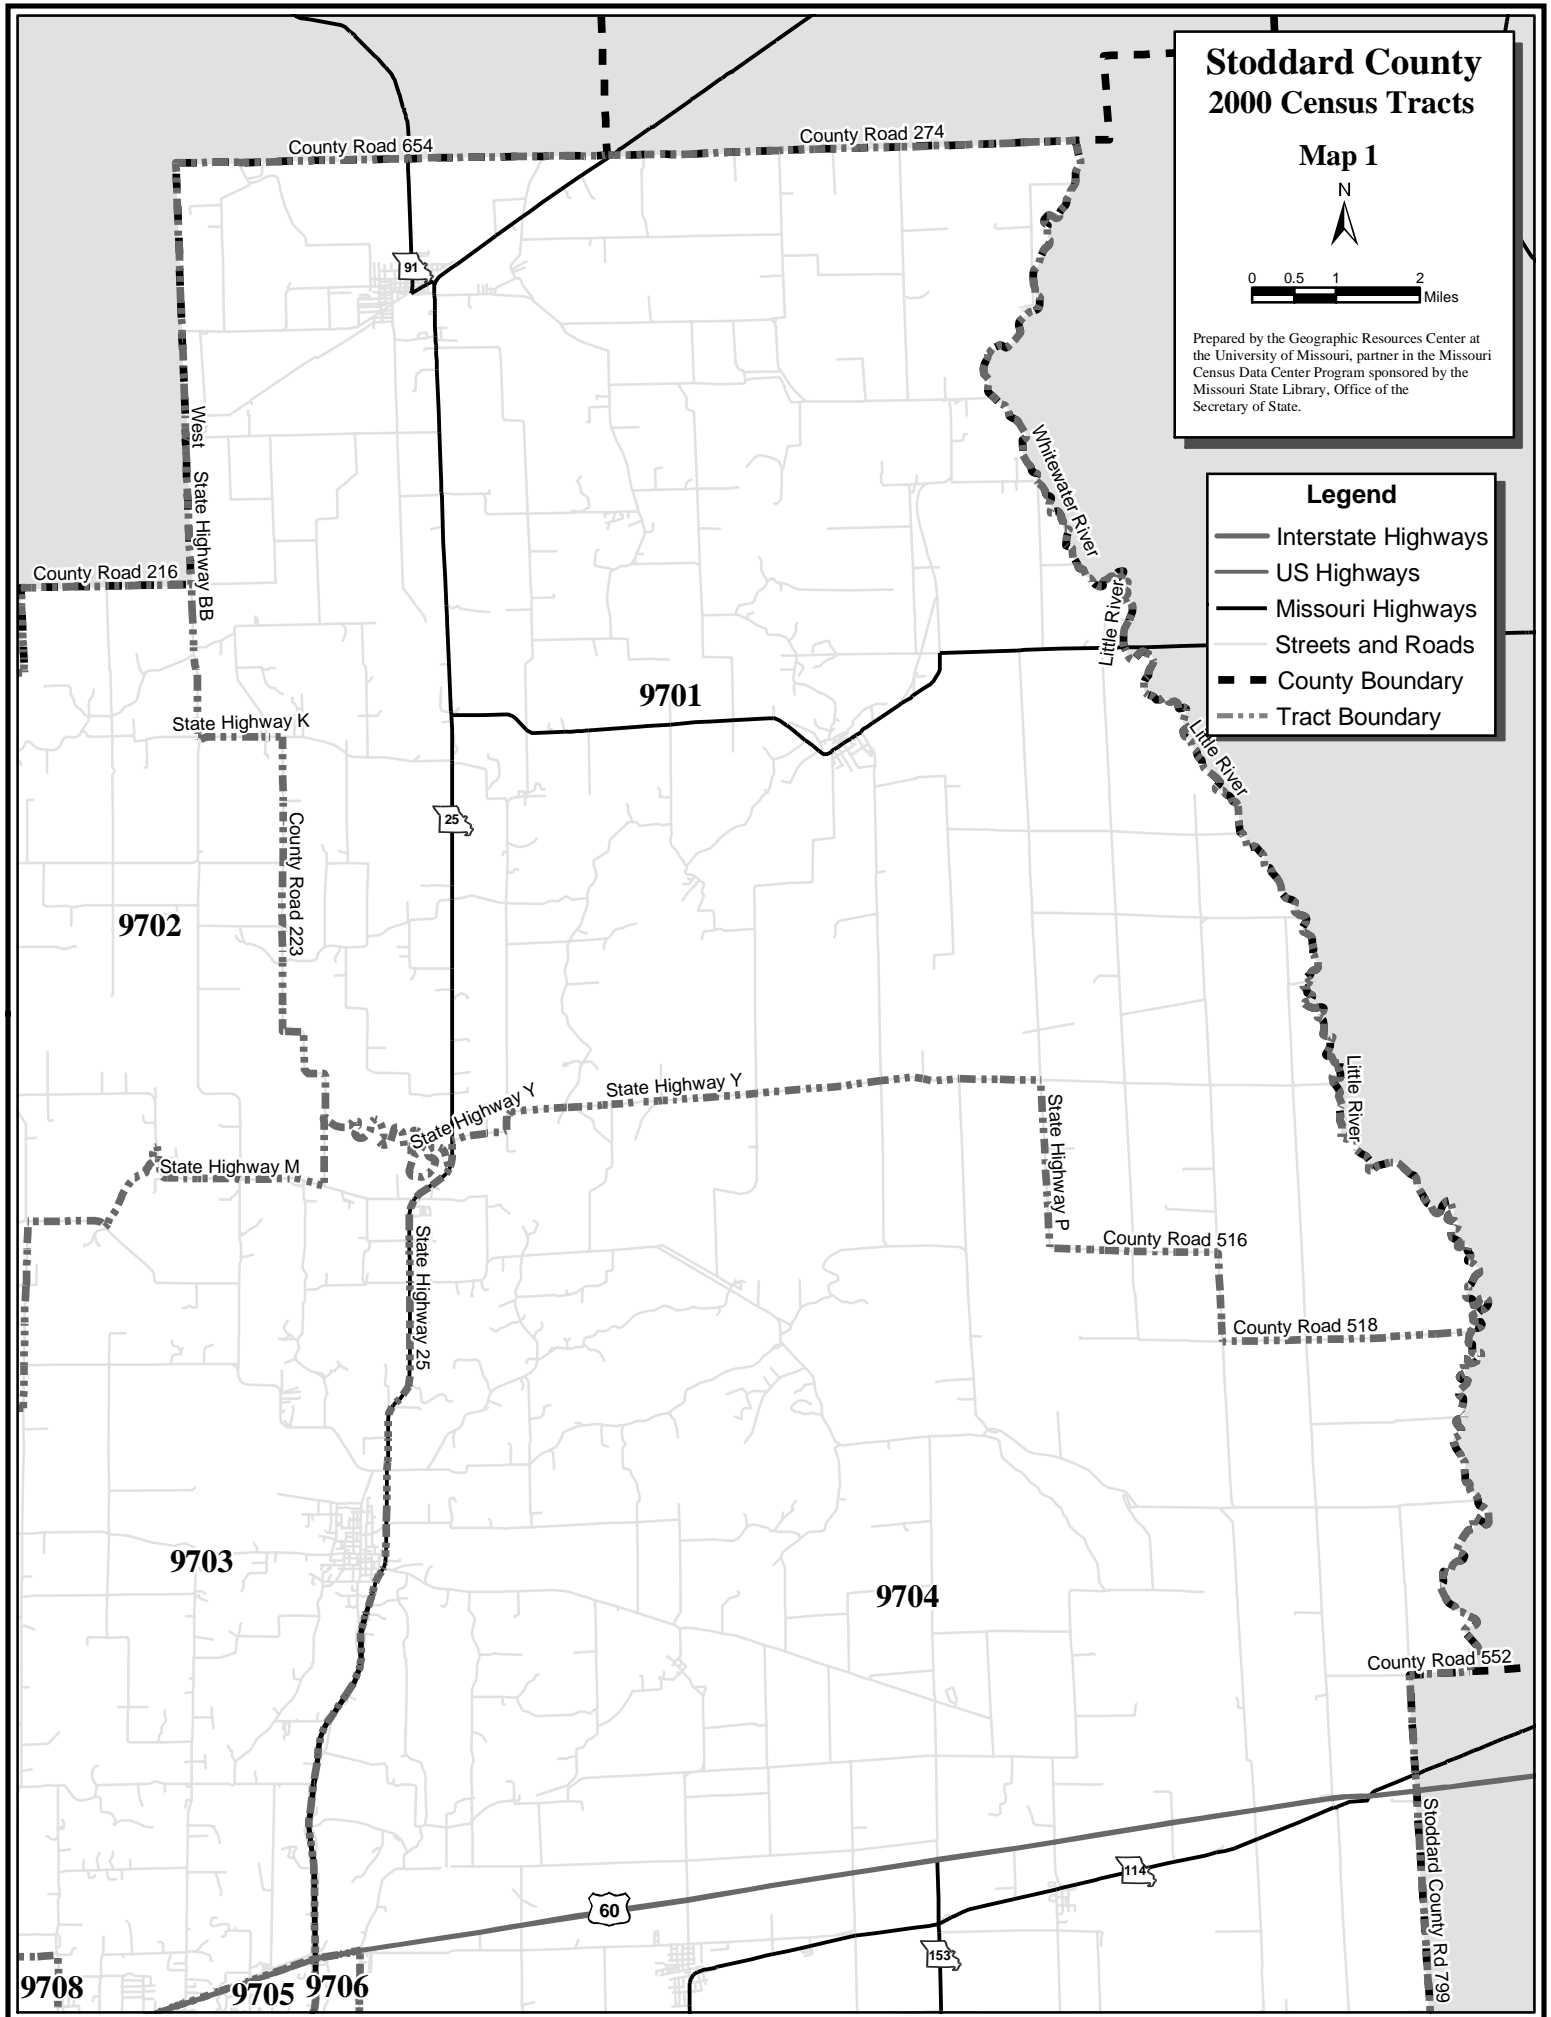 Stoddard County
2000 Census Tracts
Map 1
N
0 0.5 1 2
Miles
Prepared by the Geographic Resources Center at
the University of Missouri, partner in the Missouri
Census Data Center Program sponsored by the
Missouri State Library, Office of the
Secretary of State.
Legend
Interstate Highways
US Highways
Missouri Highways
Streets and Roads
County Boundary
Tract Boundary
County Road 654
County Road 274
91
West State Highway BB
Whitewater River
County Road 216
Little River
9701
State Highway K
Little River
25
County Road 223
9702
Little River
State Highway Y
State Highway Y
State Highway P
State Highway M
County Road 516
State Highway 25
County Road 518
9703
9704
County Road 552
Stoddard County Rd 799
114
60
153
9708
9705
9706